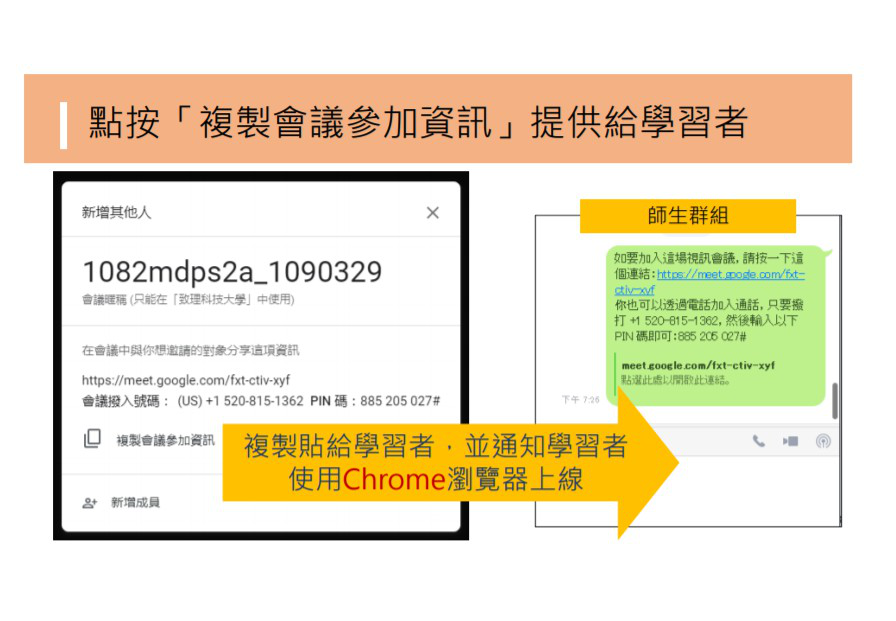 點按「複製會議參加資訊」提供給學習者
新增其他人
1082mdps2a_1090329
會議暱稱 (只能在「致理科技大學」中使用)
在會議中與你想邀請的對象分享這項資訊
https://meet.google.com/fxt-ctiv-xyf
會議撥入號碼： (US) +1 520-815-1362 PIN 碼：885 205 027#
複製會議參加資訊
新增成員
複製貼給學習者，並通知學習者
使用Chrome瀏覽器上線
師生群組
如要加入這場視訊會議, 請按一下這
個連結: https://meet.google.com/fxt-
ctiv-xyf
你也可以透過電話加入通話, 只要撥
打 +1 520-815-1362, 然後輸入以下
PIN 碼即可: 885 205 027#
meet.google.com/fxt-ctiv-xyf
點選此處以開啟此連結。
下午 7:26